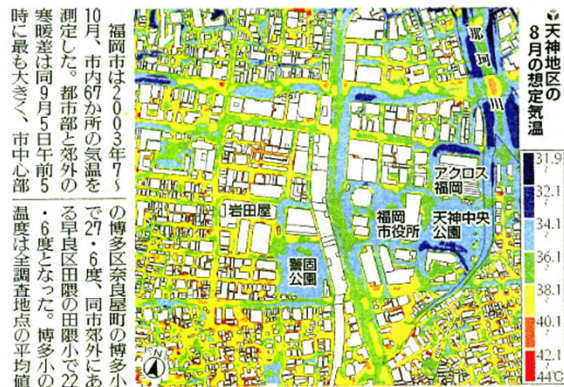 天神地区の
8月の想定気温
那珂川
アクロス
福岡
福岡
市役所
天神中央
公園
岩田屋
警固
公園
31.9
32.1
34.1
36.1
38.1
40.1
42.1
44℃
福岡市は2003年7〜
10月、市内67か所の気温を
測定した。都市部と郊外の
寒暖差は同9月5日午前5
時に最も大きく、市中心部
の博多区奈良屋町の博多小
で27・6度、同市郊外にあ
る早良区田隈の田隈小で22
・6度となった。博多小の
温度は全調査地点の平均値